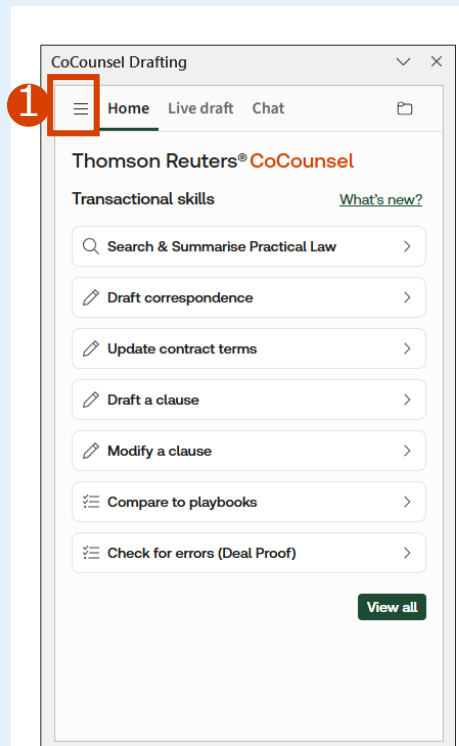 CoCounsel Drafting
1
Home Live draft Chat
Thomson Reuters® CoCounsel
Transactional skills What's new?
Search & Summarise Practical Law
Draft correspondence
Update contract terms
Draft a clause
Modify a clause
Compare to playbooks
Check for errors (Deal Proof)
View all